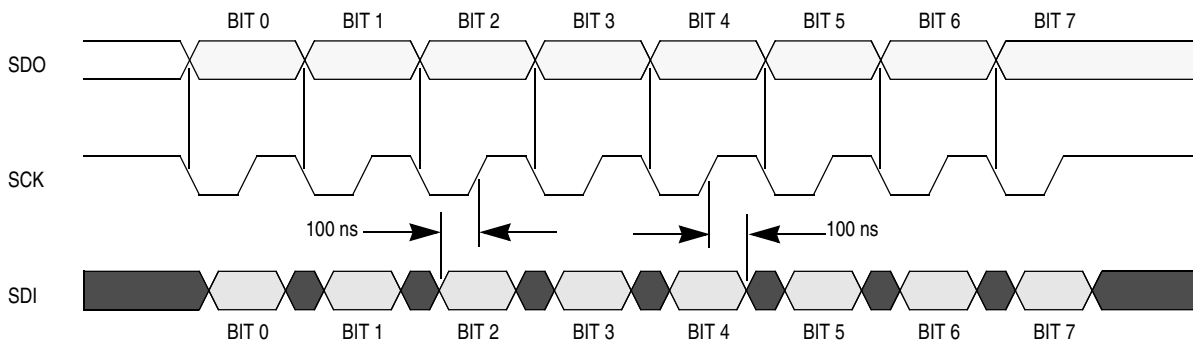 BIT 0 BIT 1 BIT 2 BIT 3 BIT 4 BIT 5 BIT 6 BIT 7
SDO
SCK
100 ns 100 ns
SDI
BIT 0 BIT 1 BIT 2 BIT 3 BIT 4 BIT 5 BIT 6 BIT 7